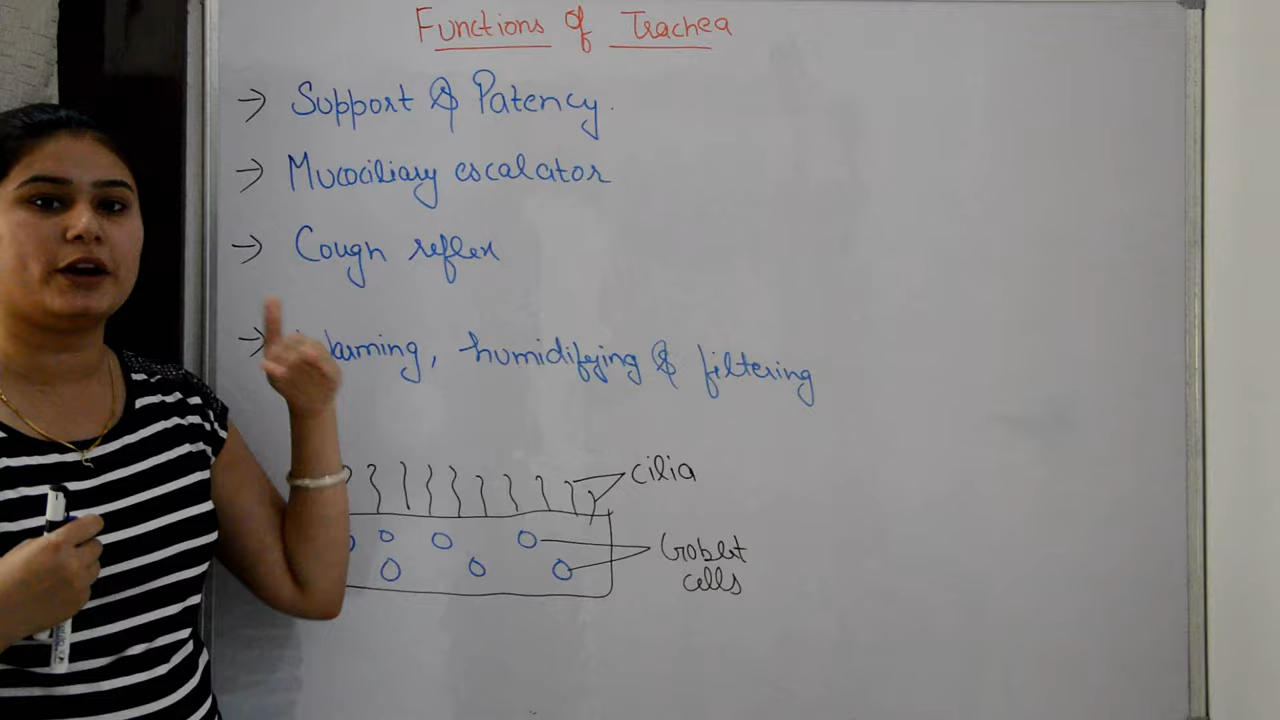 Functions of Trachea
→ Support & Patency.
→ Mucociliary escalator
→ Cough reflex
→ Warming, humidifying & filtering
cilia
Goblet
cells